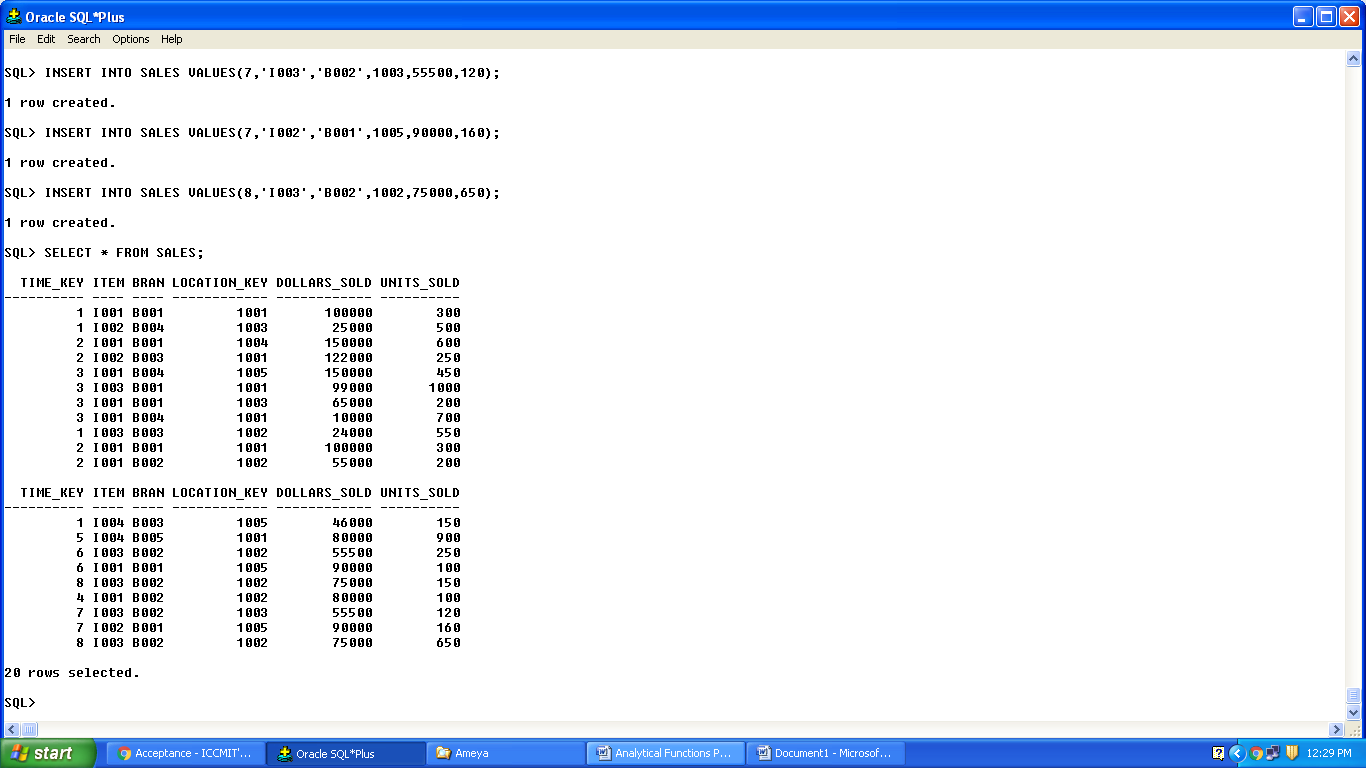 Oracle SQL*Plus
File Edit Search Options Help
SQL> INSERT INTO SALES VALUES(7,'I003','B002',1003,55500,120);
1 row created.
SQL> INSERT INTO SALES VALUES(7,'I002','B001',1005,90000,160);
1 row created.
SQL> INSERT INTO SALES VALUES(8,'I003','B002',1002,75000,650);
1 row created.
SQL> SELECT * FROM SALES;
TIME_KEY ITEM BRAN LOCATION_KEY DOLLARS_SOLD UNITS_SOLD
---------- ---- ---- ------------ ------------ ----------
1 I001 B001 1001 100000 300
1 I002 B004 1003 25000 500
2 I001 B001 1004 150000 600
2 I002 B003 1001 122000 250
3 I001 B004 1005 150000 450
3 I003 B001 1001 99000 1000
3 I001 B001 1003 65000 200
3 I001 B004 1001 10000 700
1 I003 B003 1002 24000 550
2 I001 B001 1001 100000 300
2 I001 B002 1002 55000 200
TIME_KEY ITEM BRAN LOCATION_KEY DOLLARS_SOLD UNITS_SOLD
---------- ---- ---- ------------ ------------ ----------
1 I004 B003 1005 46000 150
5 I004 B005 1001 80000 900
6 I003 B002 1002 55500 250
6 I001 B001 1005 90000 100
8 I003 B002 1002 75000 150
4 I001 B002 1002 80000 100
7 I003 B002 1003 55500 120
7 I002 B001 1005 90000 160
8 I003 B002 1002 75000 650
20 rows selected.
SQL>
start Acceptance - ICCMIT'... Oracle SQL*Plus Ameya Analytical Functions P... Document1 - Microsof... 12:29 PM